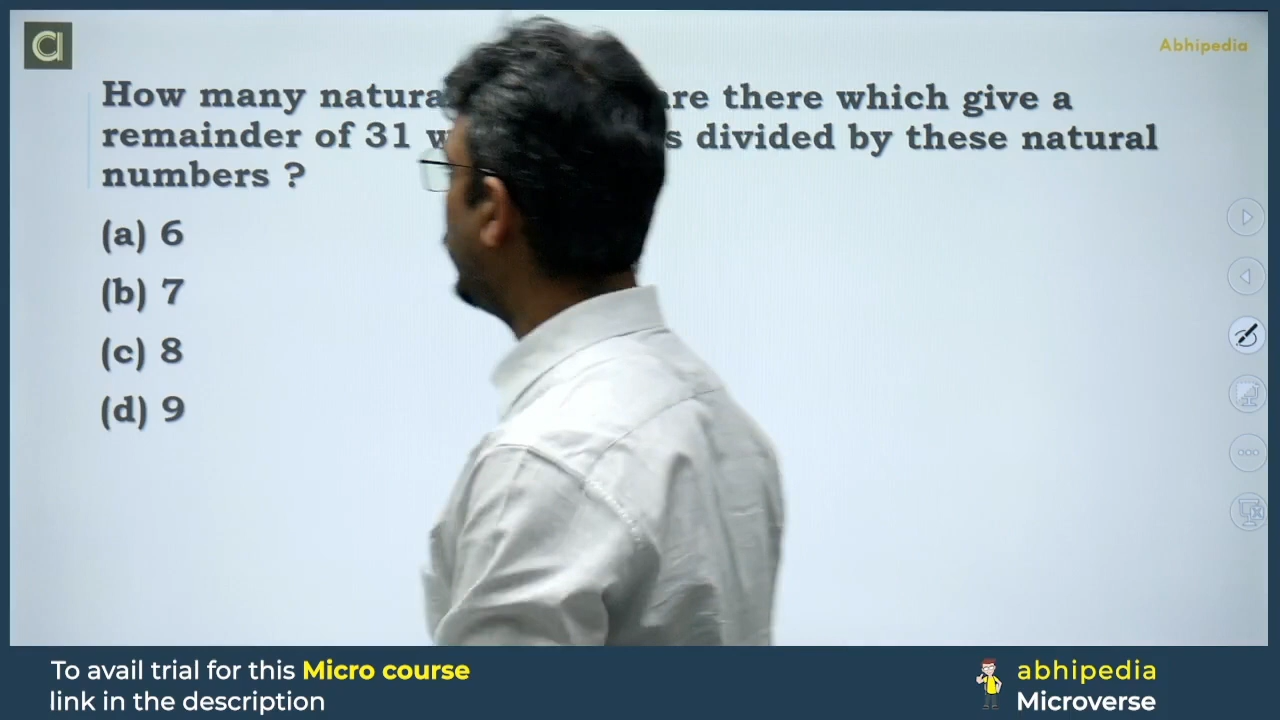 a
Abhipedia
How many are there which give a
remainder of 31 divided by these natural
numbers ?
(a) 6
(b) 7
(c) 8
(d) 9
To avail trial for this Micro course
link in the description
abhipedia
Microverse